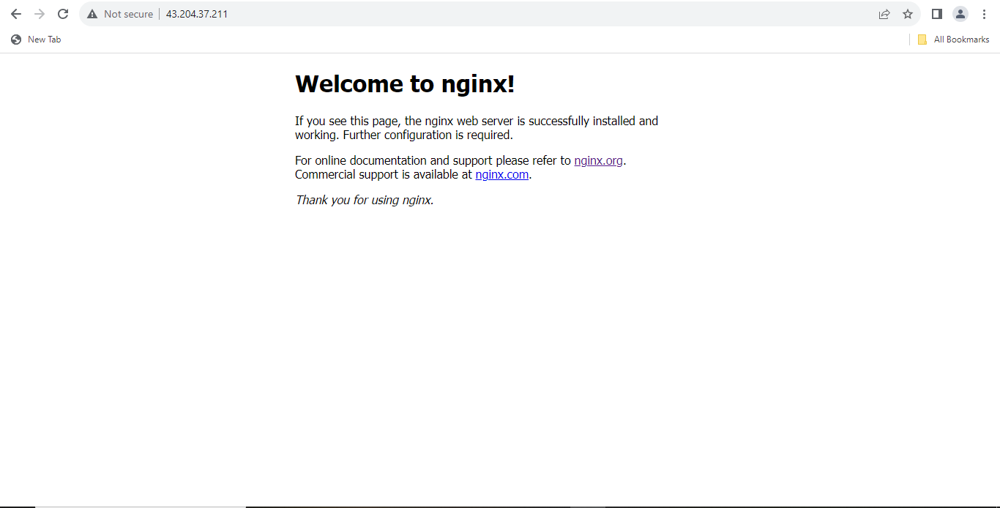 Not secure 43.204.37.211
New Tab All Bookmarks
Welcome to nginx!
If you see this page, the nginx web server is successfully installed and
working. Further configuration is required.
For online documentation and support please refer to nginx.org.
Commercial support is available at nginx.com.
Thank you for using nginx.